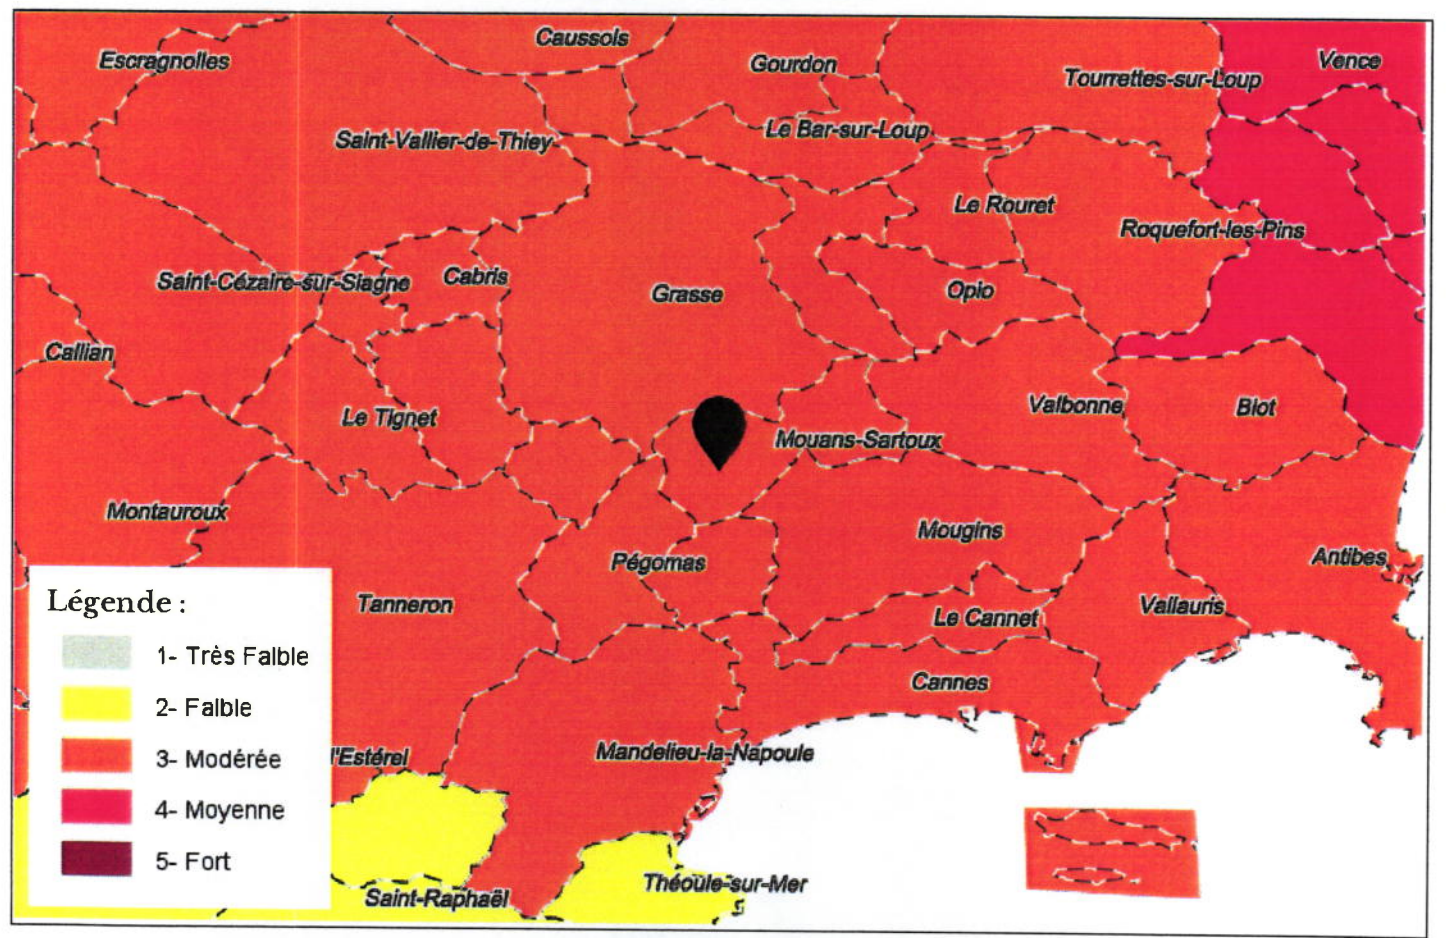 Caussols
Escragnolles
Gourdon
Vence
Tourrettes-sur-Loup
Saint-Vallier-de-Thiey
Le Bar-sur-Loup
Le Rouret
Roquefort-les-Pins
Saint-Cézaire-sur-Siagne
Cabris
Grasse
Opio
Callian
Le Tignet
Valbonne
Biot
Mouans-Sartoux
Montauroux
Mougins
Pégomas
Antibes
Tanneron
Le Cannet
Vallauris
Cannes
l'Estérel
Mandelieu-la-Napoule
Saint-Raphaël
Théoule-sur-Mer
Légende :
1- Très Faible
2- Faible
3- Modérée
4- Moyenne
5- Fort